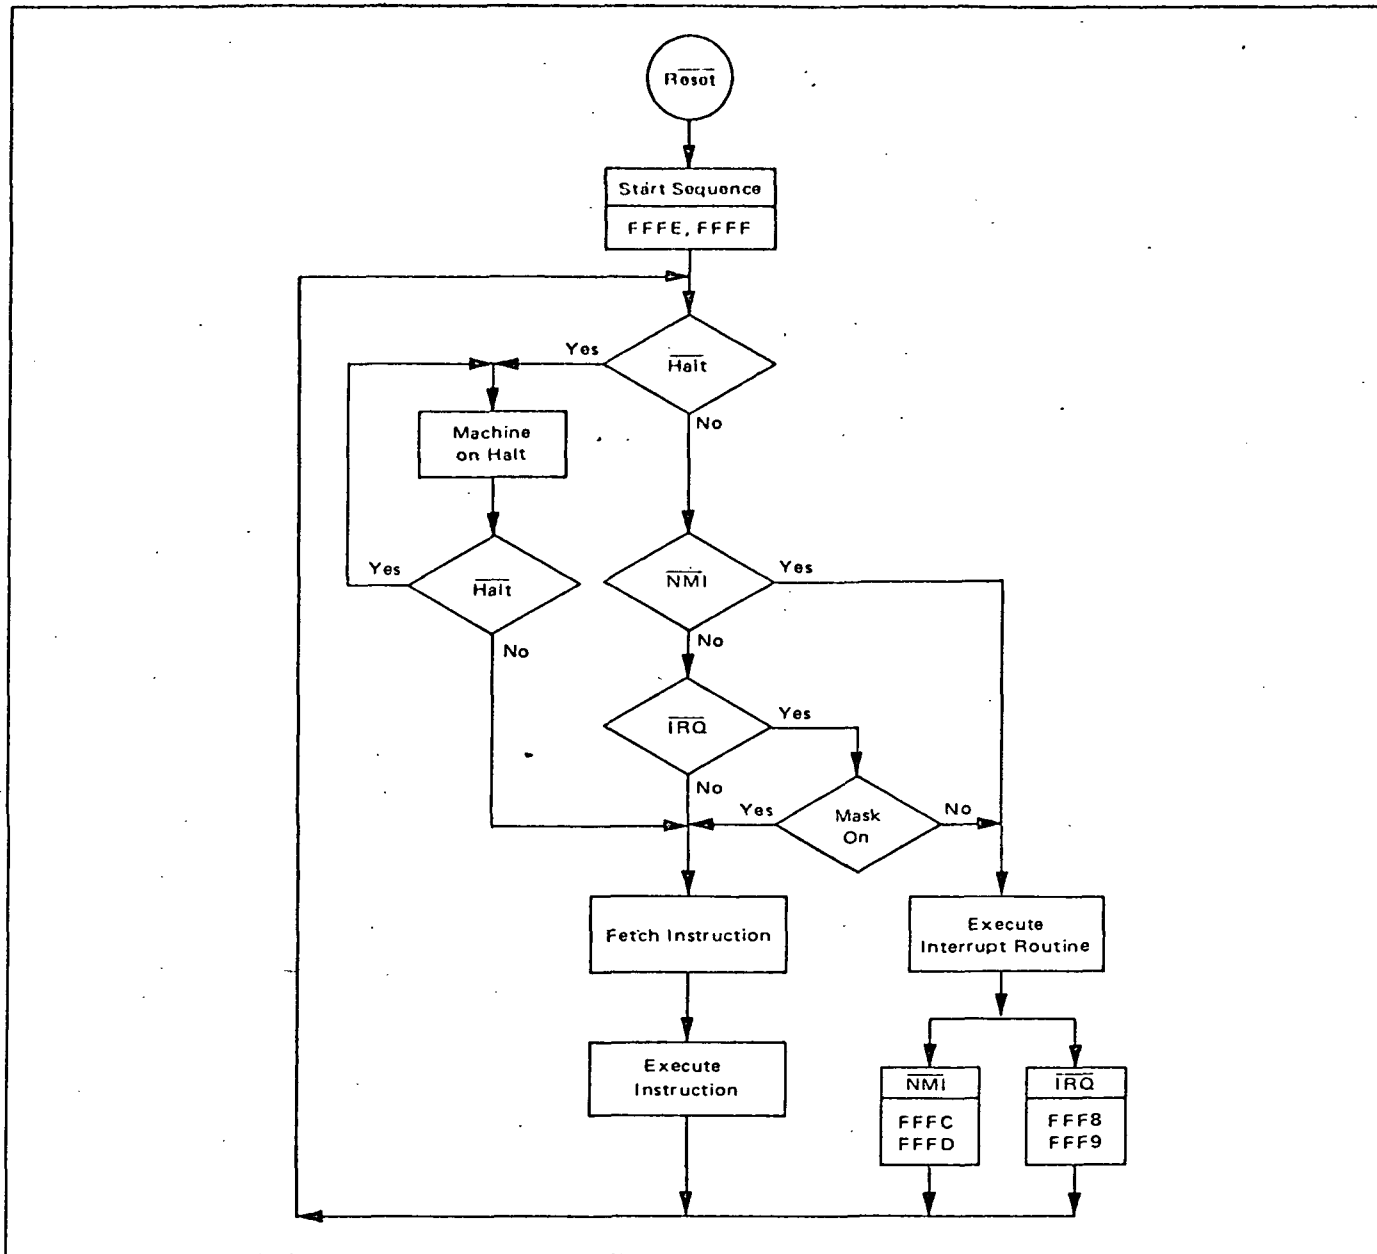 Reset
Start Sequence
FFFE, FFFF
Yes
Halt
No
Machine
on Halt
Yes
Halt
No
NMI
Yes
No
IRQ
Yes
No
Yes
Mask
On
No
Fetch Instruction
Execute
Interrupt Routine
Execute
Instruction
NMI
FFFC
FFFD
IRQ
FFF8
FFF9